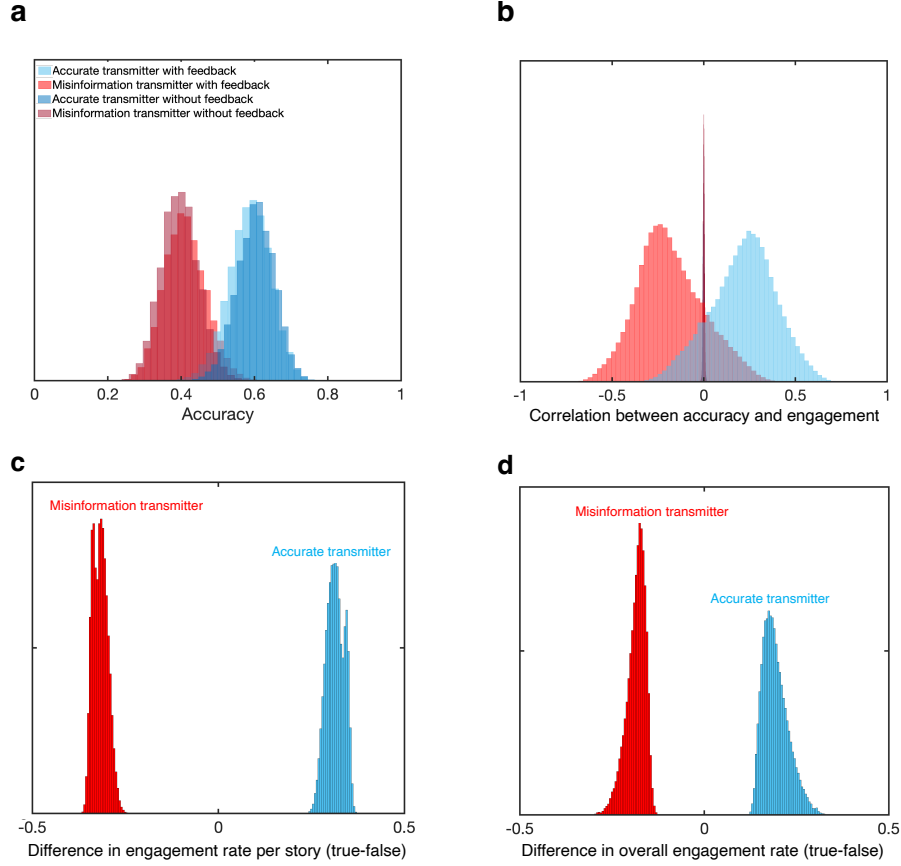 a
Accurate transmitter with feedback
Misinfoirmation transmitter with feedback
Accurate transmitter without feedback
Misinformation transmitter without feedback
0 0.2 0.4 0.6 0.8 1
Accuracy
b
-1 -0.5 0 0.5 1
Correlation between accuracy and engagement
c
Misinformation transmitter
Accurate transmitter
-0.5 0 0.5
Difference in engagement rate per story (true-false)
d
Misinformation transmitter
Accurate transmitter
-0.5 0 0.5
Difference in overall engagement rate (true-false)